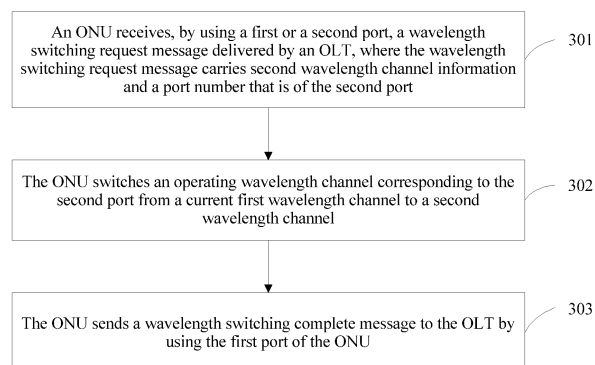 An ONU receives, by using a first or a second port, a wavelength
switching request message delivered by an OLT, where the wavelength
switching request message carries second wavelength channel information
and a port number that is of the second port
301
The ONU switches an operating wavelength channel corresponding to the
second port from a current first wavelength channel to a second
wavelength channel
302
The ONU sends a wavelength switching complete message to the OLT by
using the first port of the ONU
303